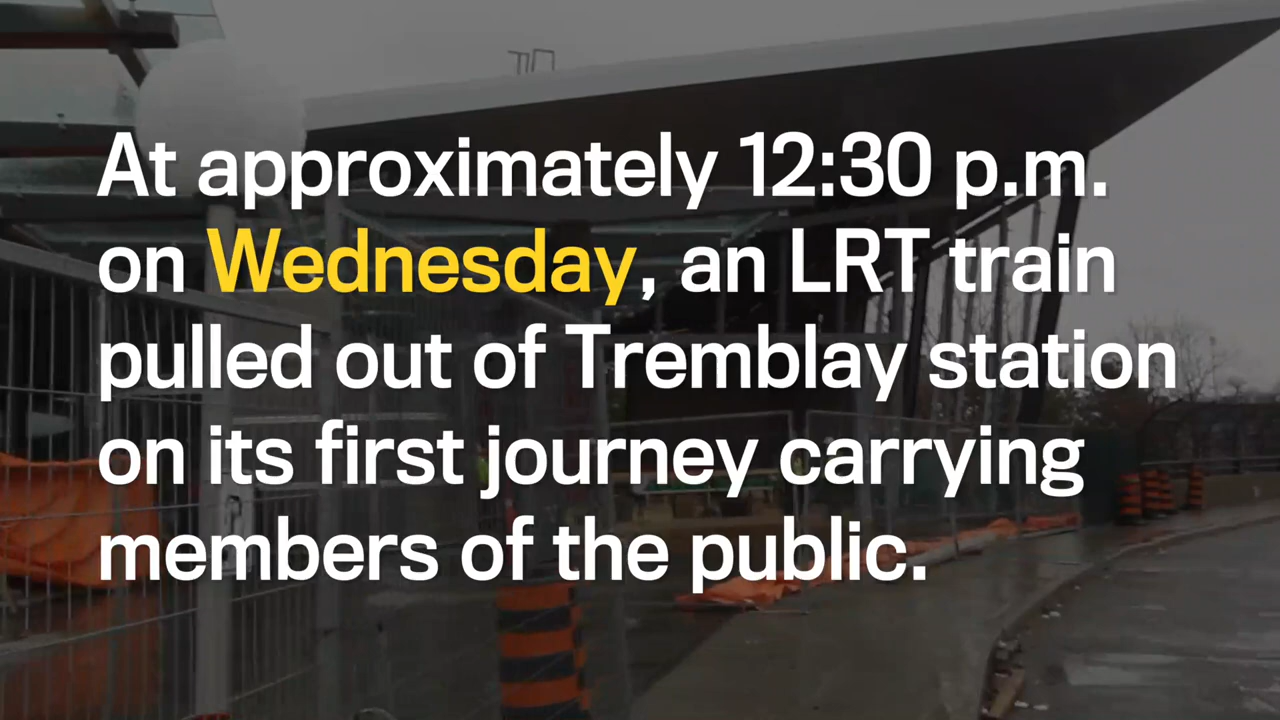 At approximately 12:30 p.m.
on Wednesday, an LRT train
pulled out of Tremblay station
on its first journey carrying
members of the public.